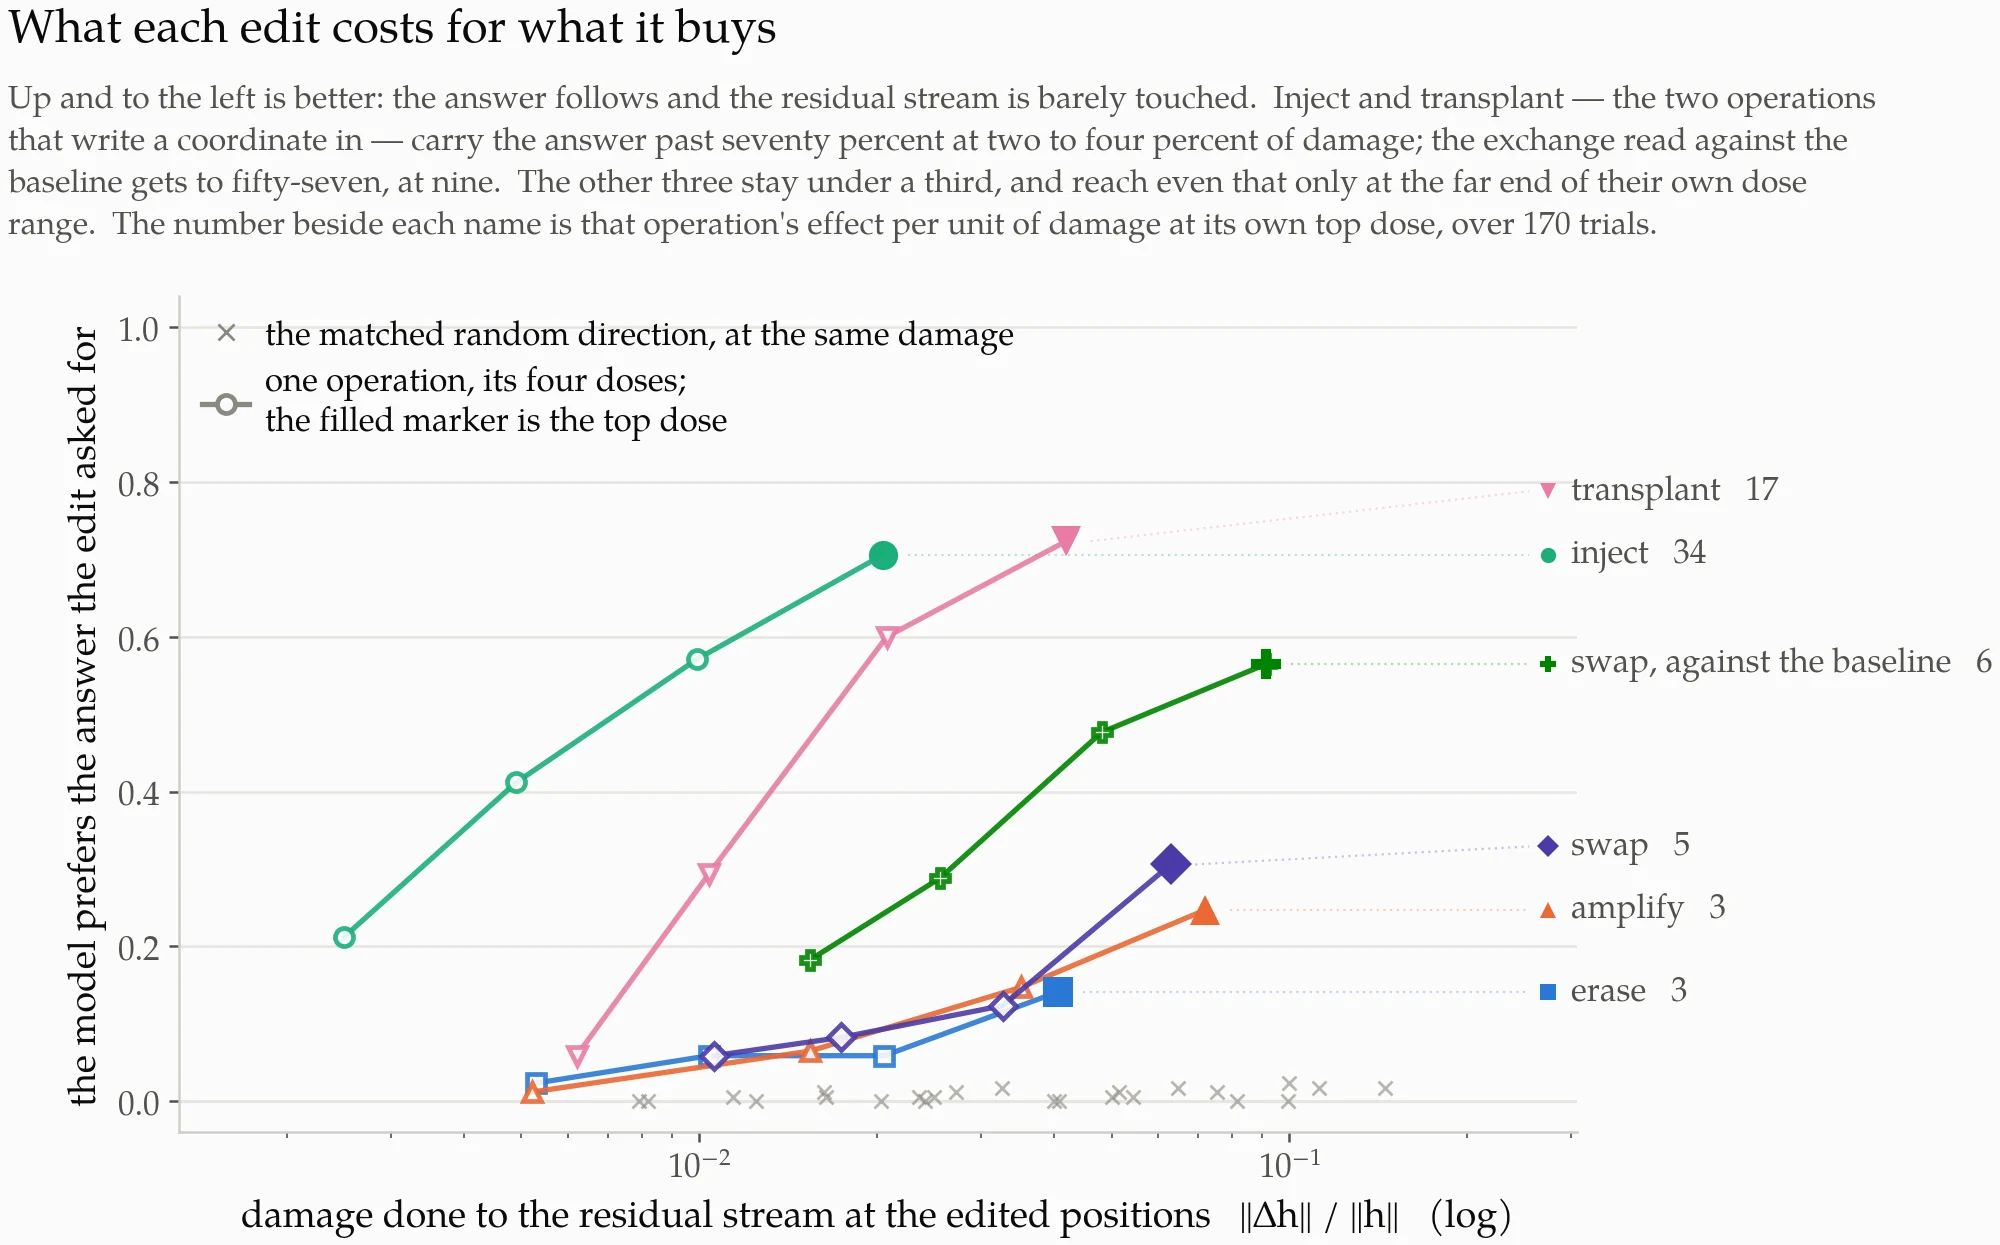 What each edit costs for what it buys
Up and to the left is better: the answer follows and the residual stream is barely touched.  Inject and transplant — the two operations
that write a coordinate in — carry the answer past seventy percent at two to four percent of damage; the exchange read against the
baseline gets to fifty-seven, at nine.  The other three stay under a third, and reach even that only at the far end of their own dose
range.  The number beside each name is that operation's effect per unit of damage at its own top dose, over 170 trials.
the matched random direction, at the same damage
one operation, its four doses;
the filled marker is the top dose
the model prefers the answer the edit asked for
1.0
0.8
0.6
0.4
0.2
0.0
transplant 17
inject 34
swap, against the baseline 6
swap 5
amplify 3
erase 3
10⁻²
10⁻¹
damage done to the residual stream at the edited positions ‖Δh‖ / ‖h‖ (log)